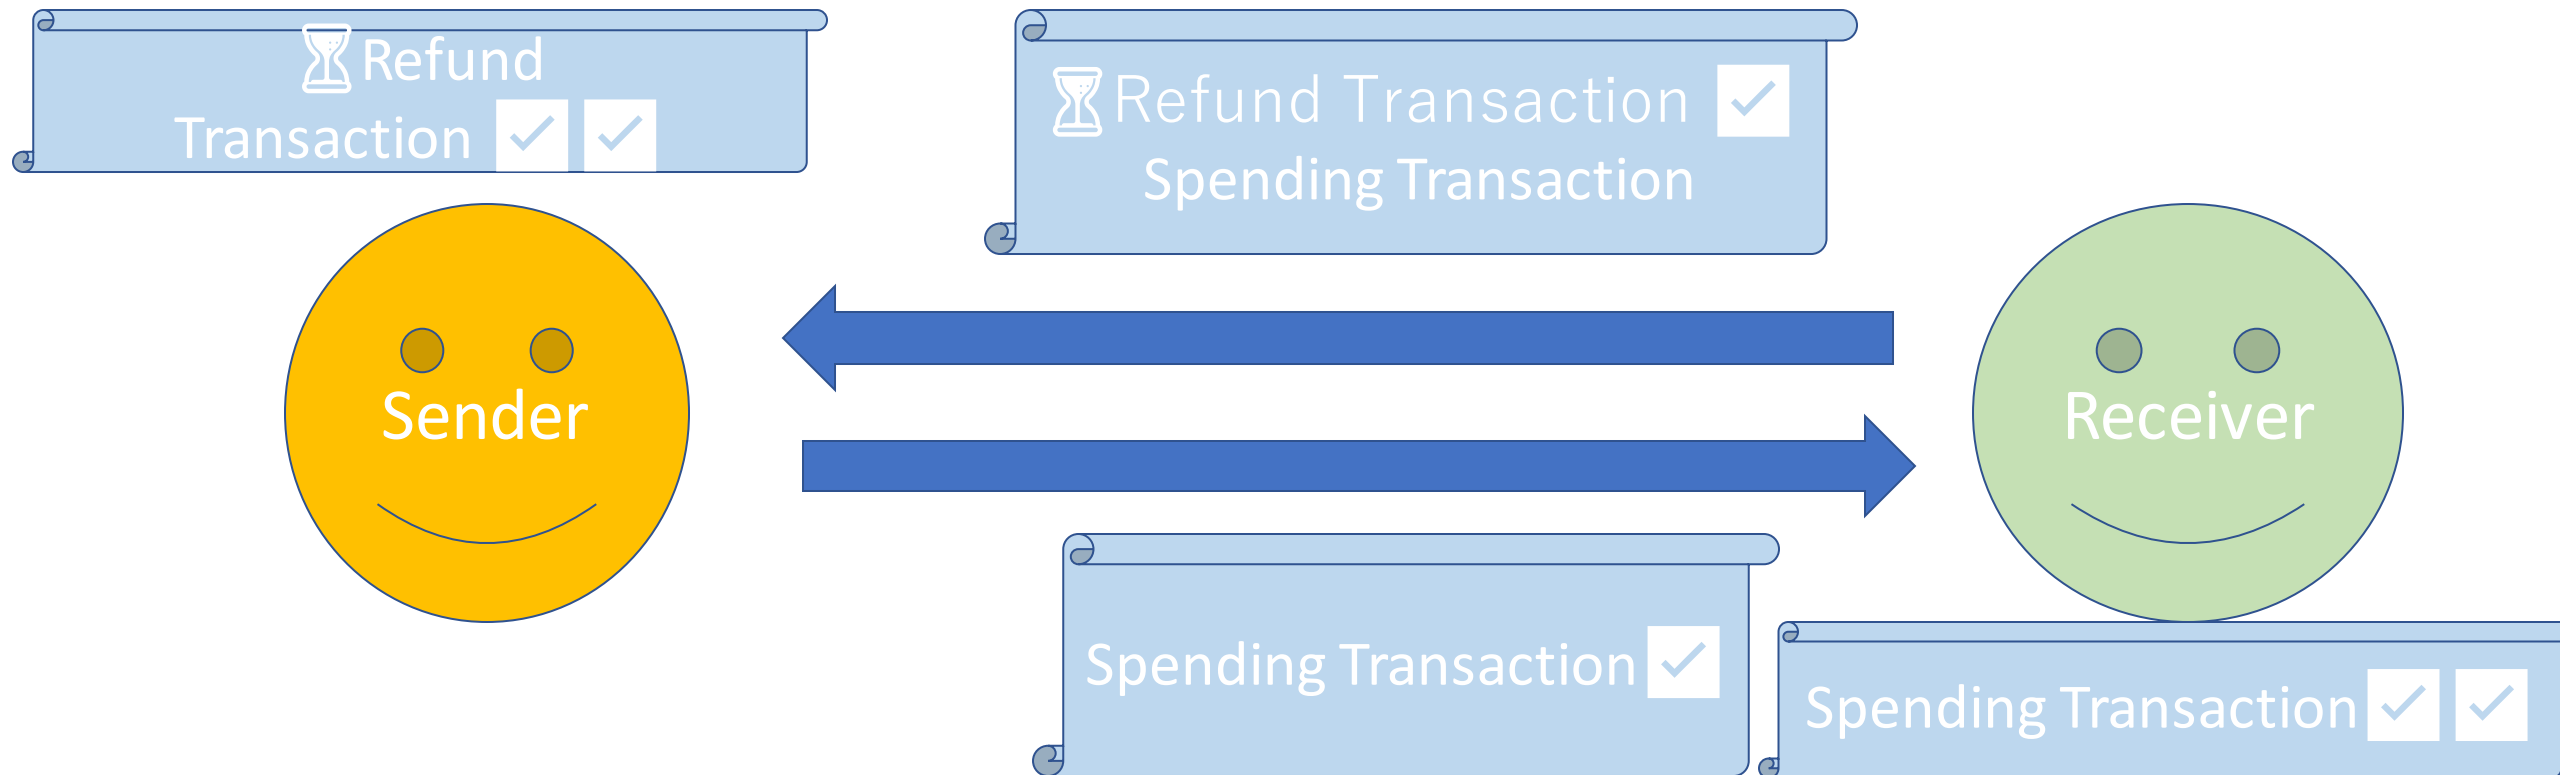 ⏳Refund
Transaction ✅ ✅
⏳Refund Transaction ✅
Spending Transaction
Sender
Receiver
Spending Transaction ✅
Spending Transaction ✅ ✅